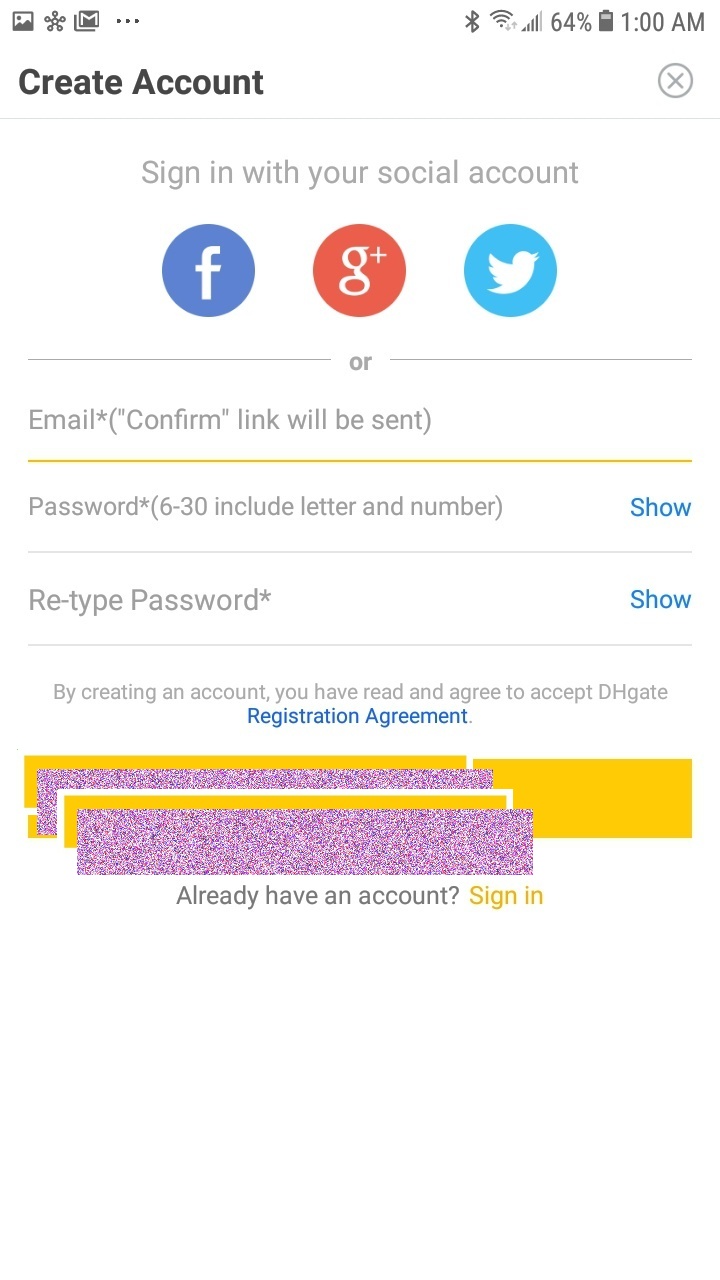 64% 1:00 AM
Create Account
Sign in with your social account
f g+
or
Email*("Confirm" link will be sent)
Password*(6-30 include letter and number) Show
Re-type Password* Show
By creating an account, you have read and agree to accept DHgate
Registration Agreement.
Already have an account? Sign in